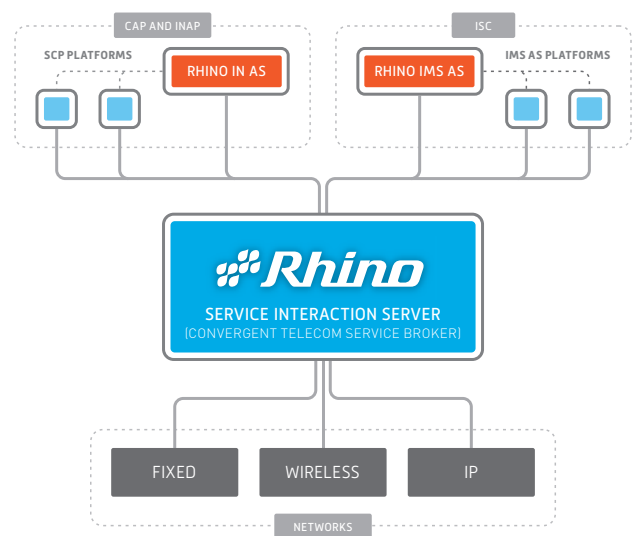 CAP AND INAP
ISC
SCP PLATFORMS
RHINO IN AS
RHINO IMS AS
IMS AS PLATFORMS
Rhino
SERVICE INTERACTION SERVER
(CONVERGENT TELECOM SERVICE BROKER)
FIXED
WIRELESS
IP
NETWORKS